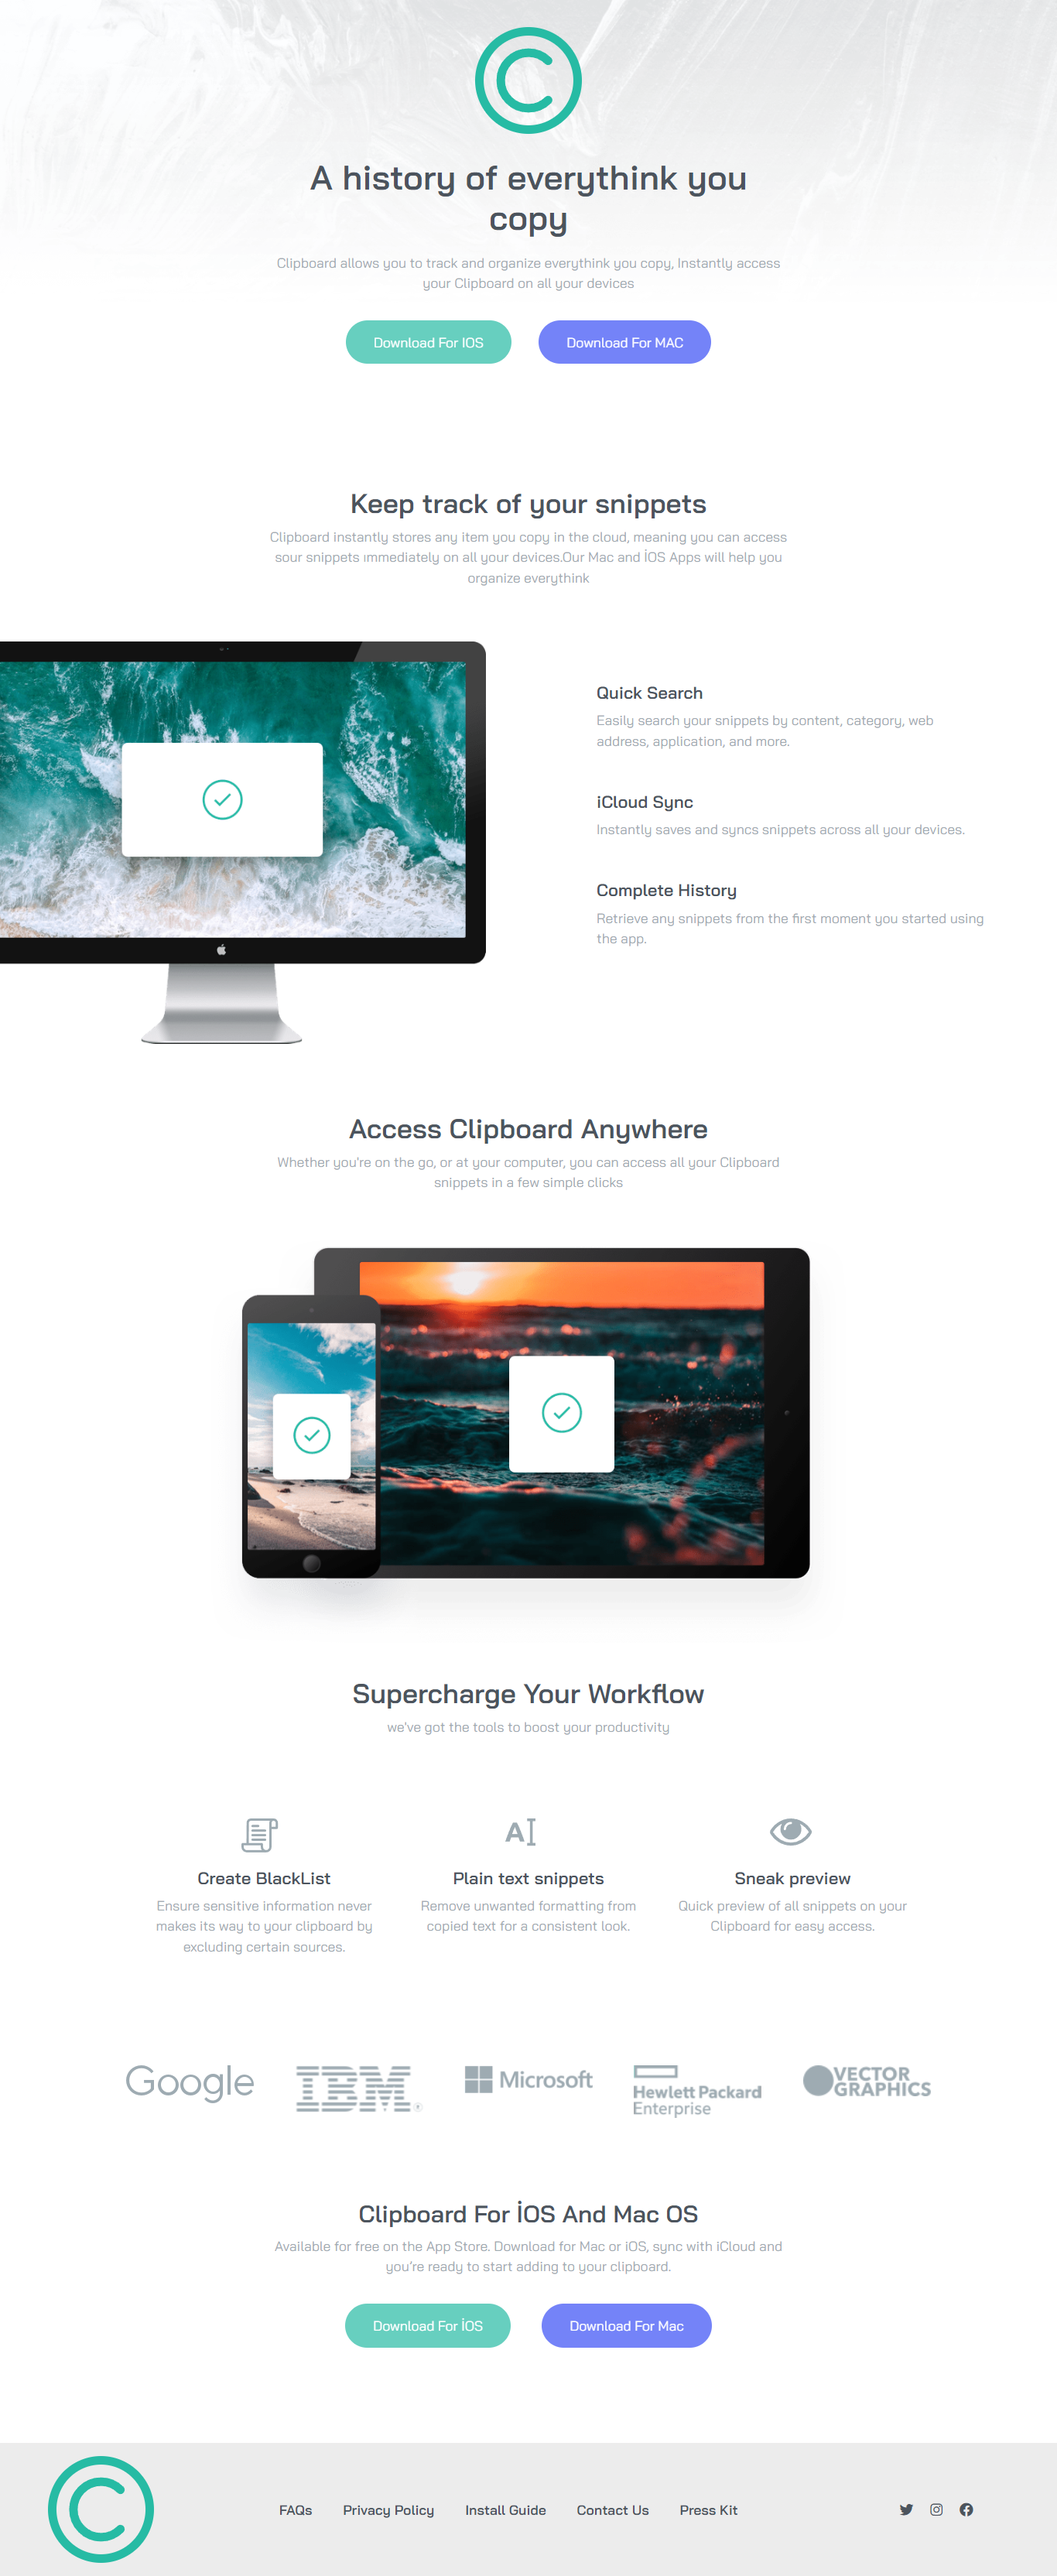 A history of everythink you
copy
Clipboard allows you to track and organize everythink you copy, Instantly access
your Clipboard on all your devices
Download For IOS
Download For MAC
Keep track of your snippets
Clipboard instantly stores any item you copy in the cloud, meaning you can access
sour snippets ımmediately on all your devices.Our Mac and İOS Apps will help you
organize everythink
Quick Search
Easily search your snippets by content, category, web
address, application, and more.
iCloud Sync
Instantly saves and syncs snippets across all your devices.
Complete History
Retrieve any snippets from the first moment you started using
the app.
Access Clipboard Anywhere
Whether you're on the go, or at your computer, you can access all your Clipboard
snippets in a few simple clicks
Supercharge Your Workflow
we've got the tools to boost your productivity
A
Create BlackList
Ensure sensitive information never
makes its way to your clipboard by
excluding certain sources.
Plain text snippets
Remove unwanted formatting from
copied text for a consistent look.
Sneak preview
Quick preview of all snippets on your
Clipboard for easy access.
Google
IBM®
Microsoft
Hewlett Packard
Enterprise
VECTOR
GRAPHICS
Clipboard For İOS And Mac OS
Available for free on the App Store. Download for Mac or iOS, sync with iCloud and
you're ready to start adding to your clipboard.
Download For İOS
Download For Mac
FAQs
Privacy Policy
Install Guide
Contact Us
Press Kit